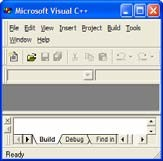 Microsoft Visual C++
File Edit View Insert Project Build Tools
Window Help
Build Debug Find in
Ready